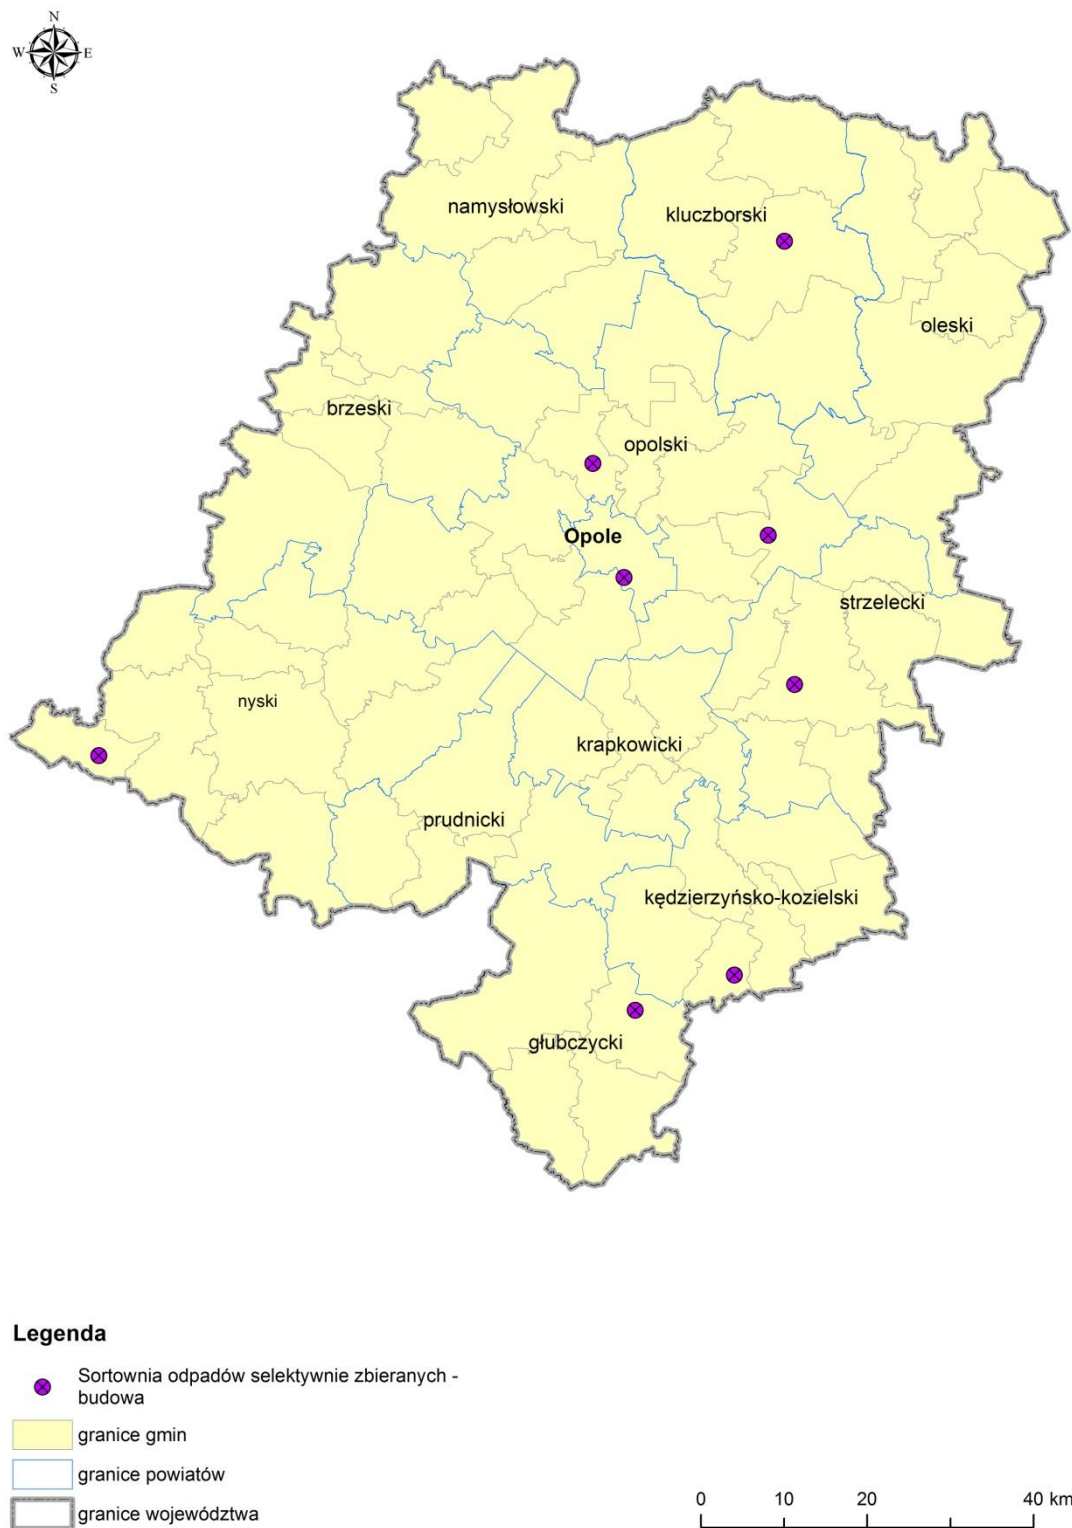 N
W E
S
namysłowski
kluczborski
oleski
brzeski
opolski
Opole
strzelecki
nyski
krapkowicki
prudnicki
kędzierzyńsko-kozielski
głubczycki
Legenda
Sortownia odpadów selektywnie zbieranych -
budowa
granice gmin
granice powiatów
granice województwa
0 10 20 40 km